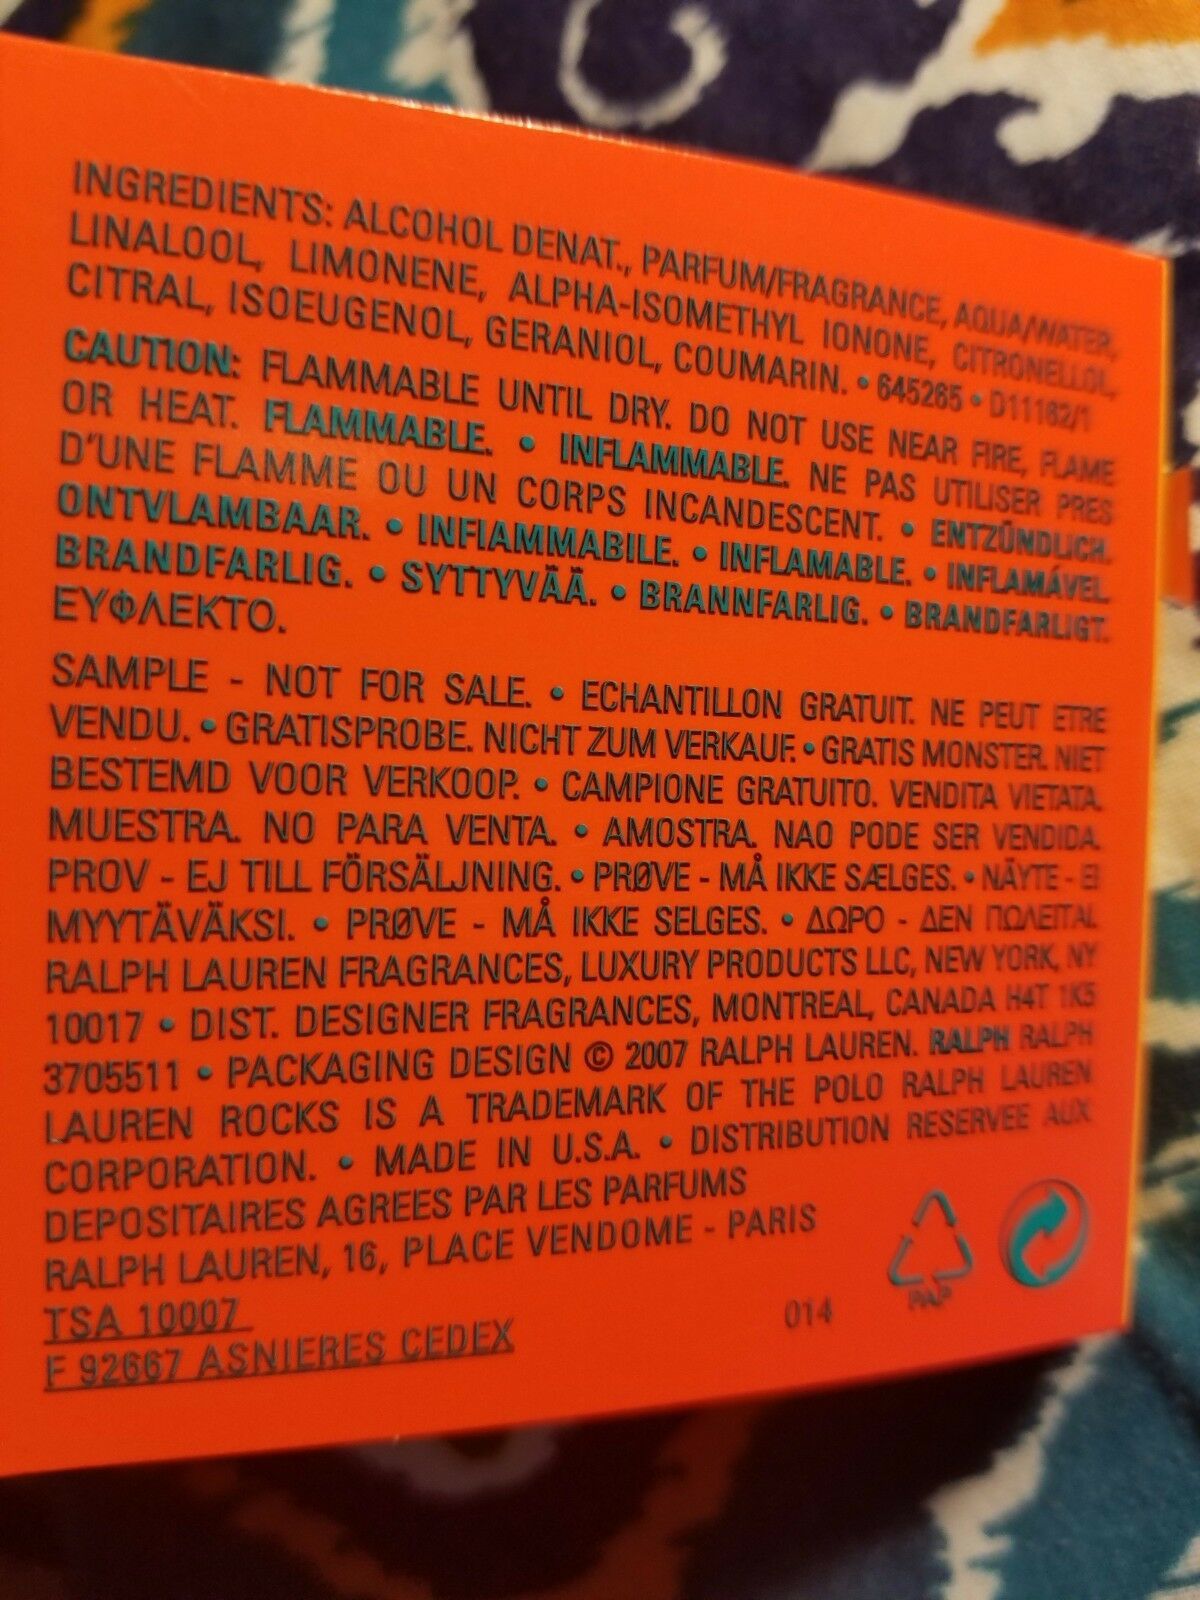 INGREDIENTS: ALCOHOL DENAT., PARFUM/FRAGRANCE, AQUA/WATER,
LINALOOL, LIMONENE, ALPHA-ISOMETHYL IONONE, CITRONELLOL,
CITRAL, ISOEUGENOL, GERANIOL, COUMARIN. • 645265 • D11162/1
CAUTION: FLAMMABLE UNTIL DRY. DO NOT USE NEAR FIRE, FLAME
OR HEAT. FLAMMABLE. • INFLAMMABLE. NE PAS UTILISER PRES
D'UNE FLAMME OU UN CORPS INCANDESCENT. • ENTZÜNDLICH.
ONTVLAMBAAR. • INFIAMMABILE. • INFLAMABLE. • INFLAMÁVEL.
BRANDFARLIG. • SYTTYVÄÄ. • BRANNFARLIG. • BRANDFARLIGT.
ΕΥΦΛΕΚΤΟ.
SAMPLE - NOT FOR SALE. • ECHANTILLON GRATUIT. NE PEUT ETRE
VENDU. • GRATISPROBE. NICHT ZUM VERKAUF. • GRATIS MONSTER. NIET
BESTEMD VOOR VERKOOP. • CAMPIONE GRATUITO. VENDITA VIETATA.
MUESTRA. NO PARA VENTA. • AMOSTRA. NAO PODE SER VENDIDA.
PROV - EJ TILL FÖRSÄLJNING. • PRØVE - MÅ IKKE SÆLGES. • NÄYTE - EI
MYYTÄVÄKSI. • PRØVE - MÅ IKKE SELGES. • ΔΩΡΟ - ΔΕΝ ΠΩΛΕΙΤΑΙ.
RALPH LAUREN FRAGRANCES, LUXURY PRODUCTS LLC, NEW YORK, NY
10017 • DIST. DESIGNER FRAGRANCES, MONTREAL, CANADA H4T 1K5
3705511 • PACKAGING DESIGN © 2007 RALPH LAUREN. RALPH RALPH
LAUREN ROCKS IS A TRADEMARK OF THE POLO RALPH LAUREN
CORPORATION. • MADE IN U.S.A. • DISTRIBUTION RESERVEE AUX
DEPOSITAIRES AGREES PAR LES PARFUMS
RALPH LAUREN, 16, PLACE VENDOME - PARIS
TSA 10007
F 92667 ASNIERES CEDEX
014
PAP